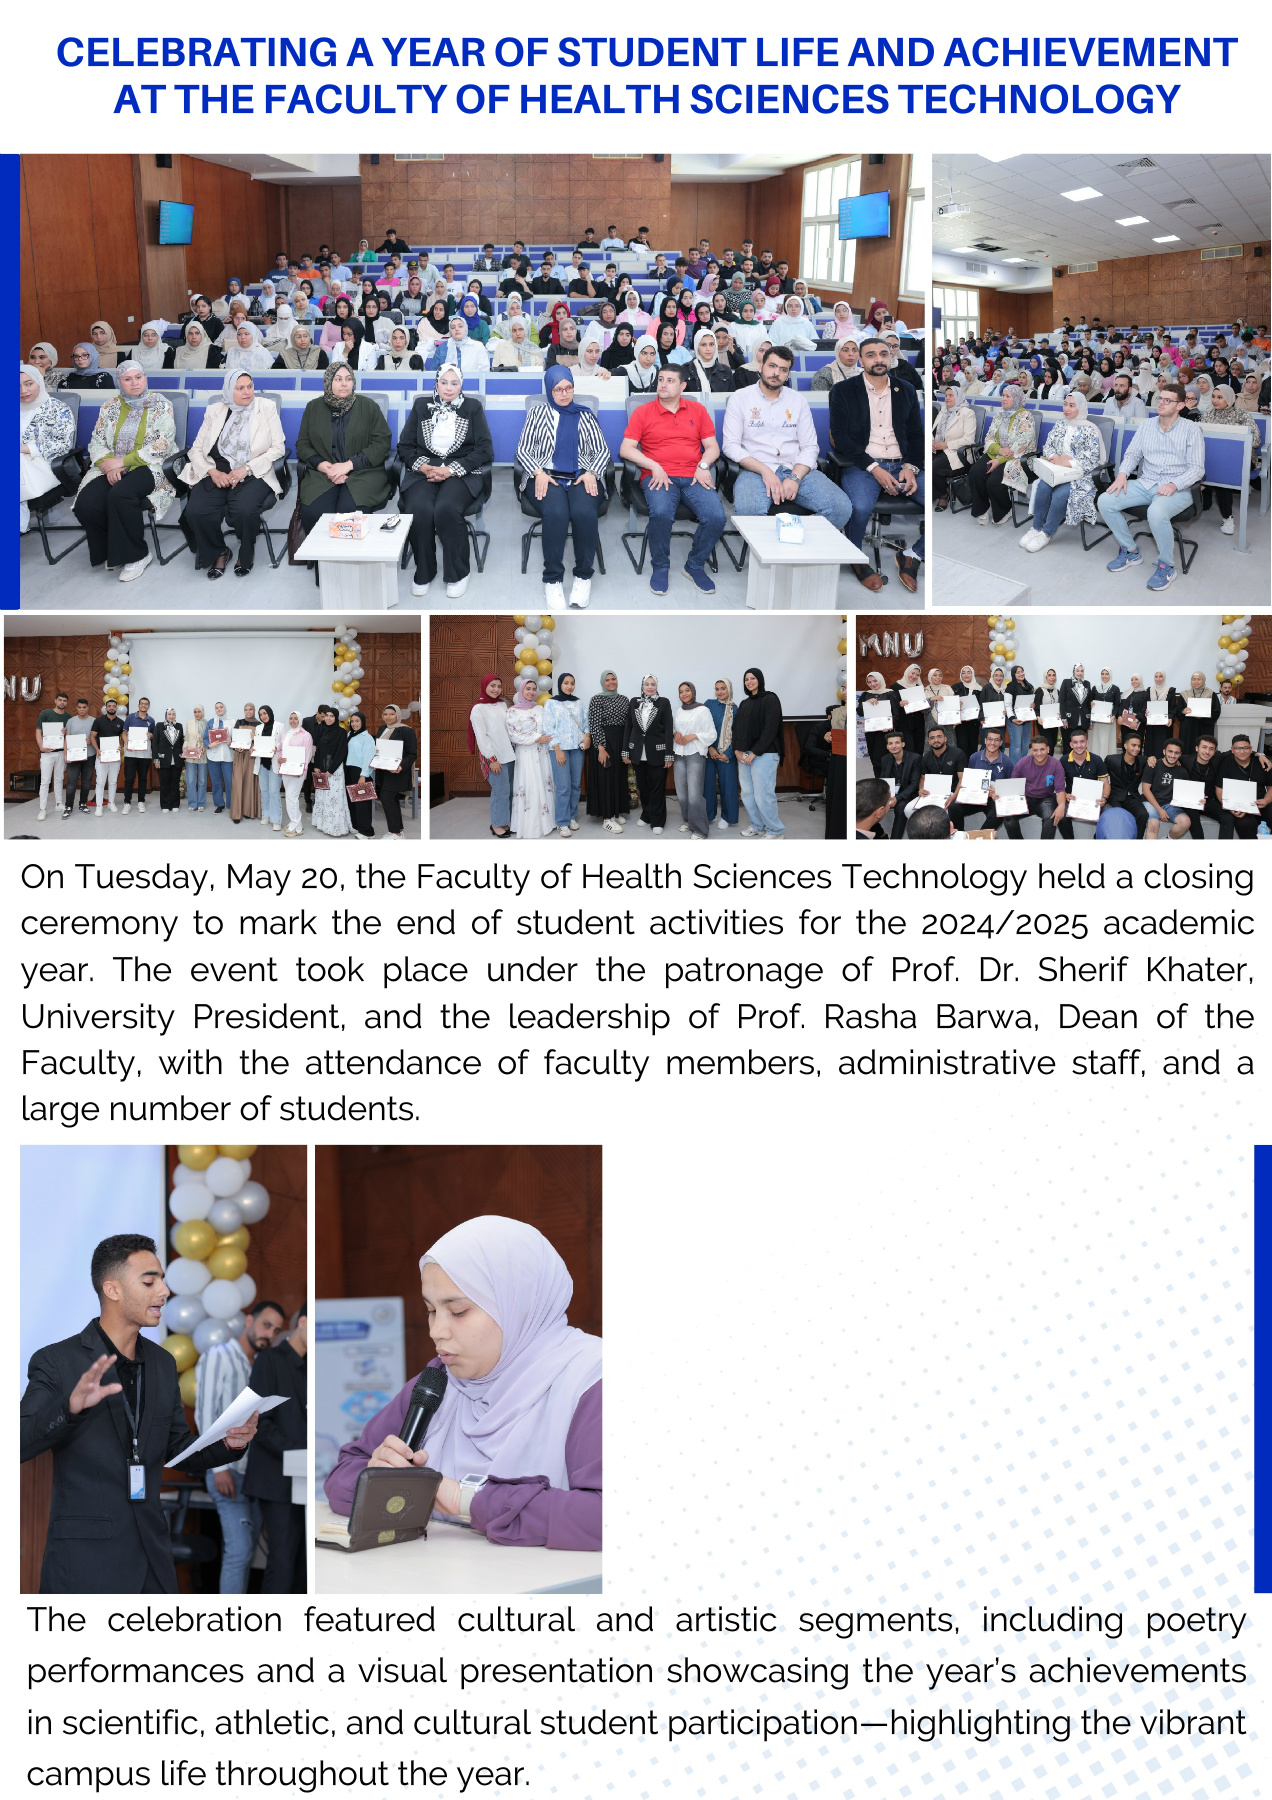 CELEBRATING A YEAR OF STUDENT LIFE AND ACHIEVEMENT
AT THE FACULTY OF HEALTH SCIENCES TECHNOLOGY
NU
MNU
On Tuesday, May 20, the Faculty of Health Sciences Technology held a closing
ceremony to mark the end of student activities for the 2024/2025 academic
year. The event took place under the patronage of Prof. Dr. Sherif Khater,
University President, and the leadership of Prof. Rasha Barwa, Dean of the
Faculty, with the attendance of faculty members, administrative staff, and a
large number of students.
The celebration featured cultural and artistic segments, including poetry
performances and a visual presentation showcasing the year’s achievements
in scientific, athletic, and cultural student participation—highlighting the vibrant
campus life throughout the year.